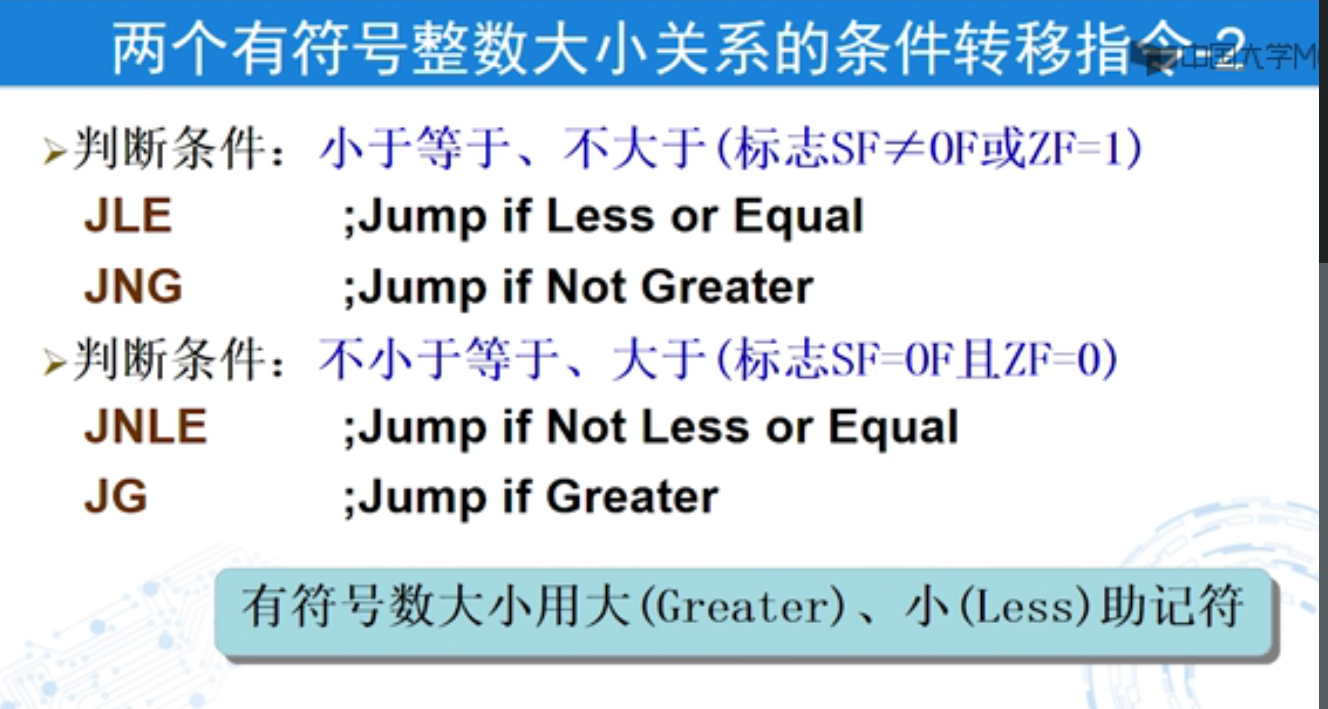 两个有符号整数大小关系的条件转移指令 2
中国大学M
➢判断条件：小于等于、不大于(标志SF≠OF或ZF=1)
JLE ;Jump if Less or Equal
JNG ;Jump if Not Greater
➢判断条件：不小于等于、大于(标志SF=OF且ZF=0)
JNLE ;Jump if Not Less or Equal
JG ;Jump if Greater
有符号数大小用大(Greater)、小(Less)助记符